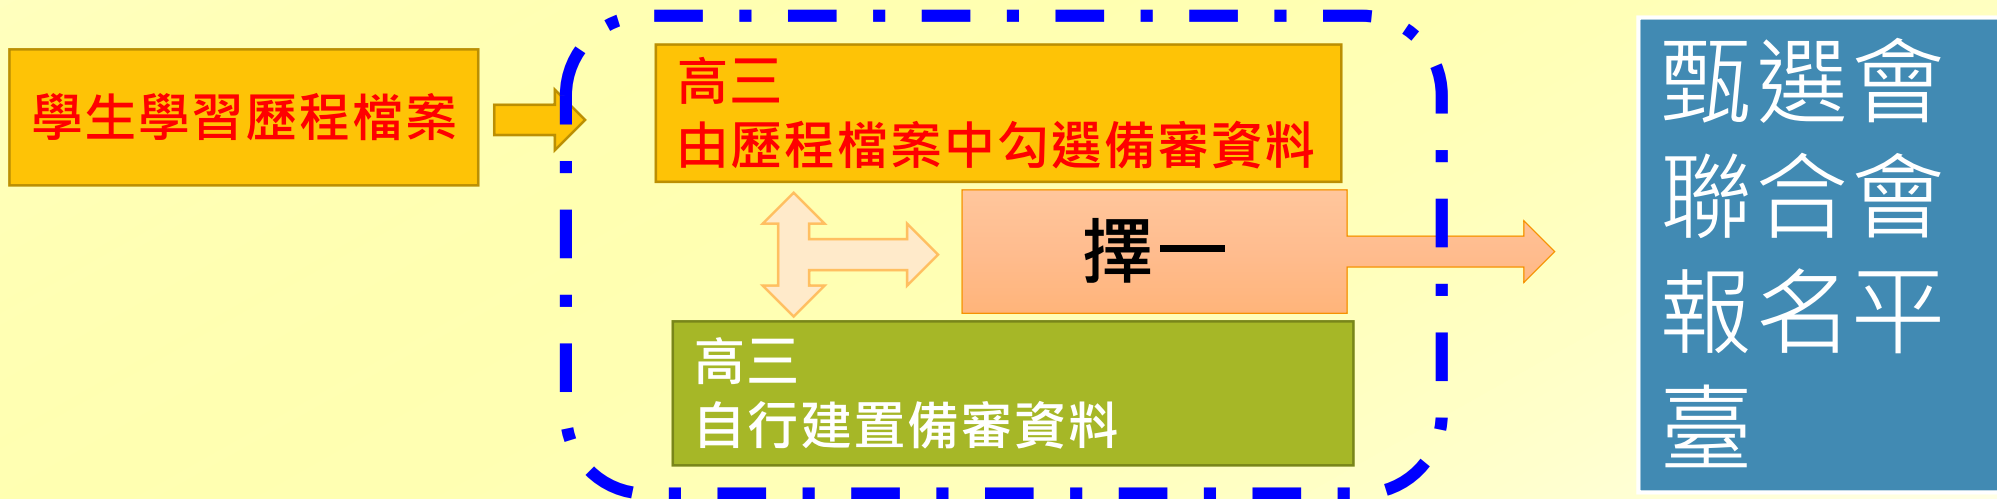 學生學習歷程檔案
高三
由歷程檔案中勾選備審資料
擇一
高三
自行建置備審資料
甄選會
聯合會
報名平
臺